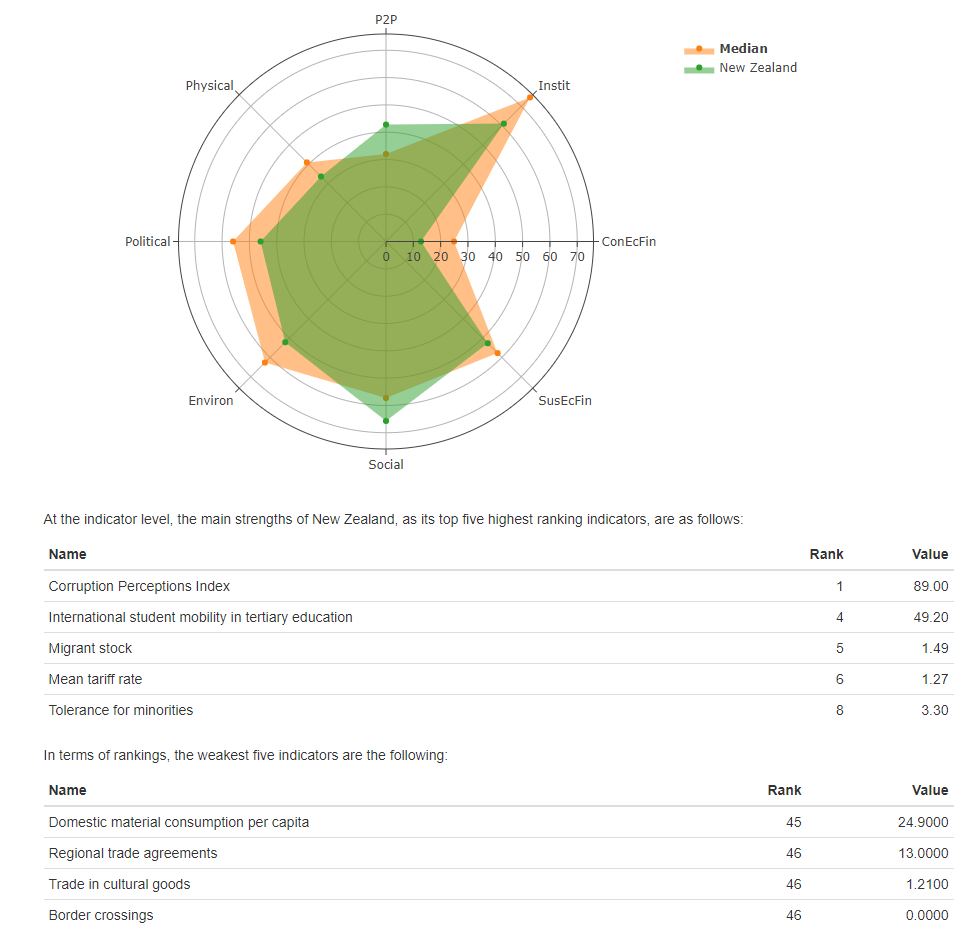 P2P
Median
New Zealand
Physical
Instit
Political
ConEcFin
0 10 20 30 40 50 60 70
Environ
SusEcFin
Social
At the indicator level, the main strengths of New Zealand, as its top five highest ranking indicators, are as follows:
Name Rank Value
Corruption Perceptions Index 1 89.00
International student mobility in tertiary education 4 49.20
Migrant stock 5 1.49
Mean tariff rate 6 1.27
Tolerance for minorities 8 3.30
In terms of rankings, the weakest five indicators are the following:
Name Rank Value
Domestic material consumption per capita 45 24.9000
Regional trade agreements 46 13.0000
Trade in cultural goods 46 1.2100
Border crossings 46 0.0000